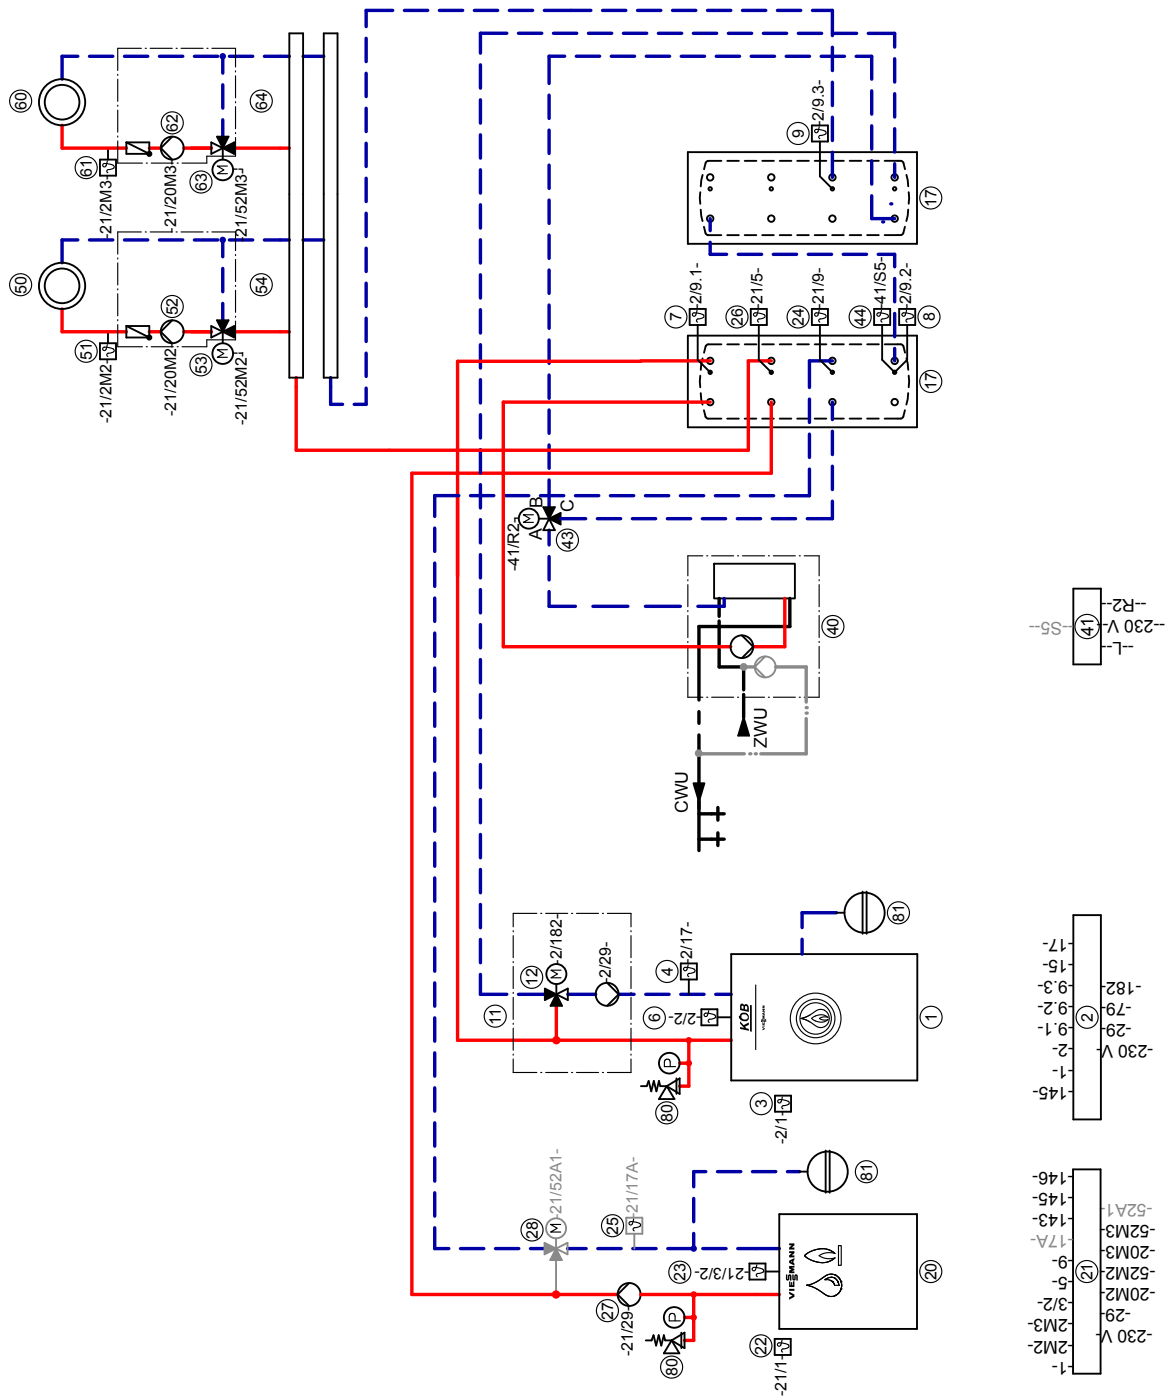 60
50
61
-21/2M3-
62
-21/20M3-
M
63
-21/52M3-
64
51
-21/2M2-
52
-21/20M2-
M
53
-21/52M2-
54
9
ϑ
-2/9.3-
17
7
ϑ
-2/9.1-
26
ϑ
-21/5-
24
ϑ
-21/9-
44
ϑ
-41/S5-
8
ϑ
-2/9.2-
17
-41/R2-
M
A
B
C
43
40
ZWU
CWU
11
12
M
-2/182-
-2/29-
4
ϑ
-2/17-
6
ϑ
-2/2-
P
80
KÖB
VIESMANN
1
81
3
ϑ
-2/1-
28
M
-21/52A1-
25
ϑ
-21/17A-
27
-21/29-
23
ϑ
-21/3/2-
P
80
VIESMANN
20
81
22
ϑ
-21/1-
--S5--
41
--R2--
--230 V--
--L--
17-
15-
9.3-
9.2-
9.1-
2-
1-
145-
2
-182-
-79-
-29-
-230 V-
146-
145-
143-
-17A-
9-
5-
3/2-
2M3-
2M2-
-1-
21
-52A1-
-52M3-
-20M3-
-52M2-
-20M2-
-29-
-230 V-